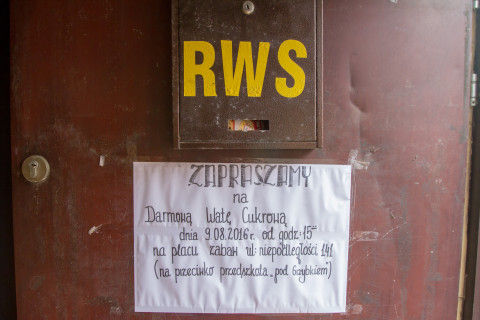 RWS
ZAPRASZAMY
na
Darmową Watę Cukrową
dnia 9.08.2016r. od godz. 15⁰⁰
na placu zabaw ul: niepodległości 141
(na przeciwko przedszkola „pod Grzybkiem)